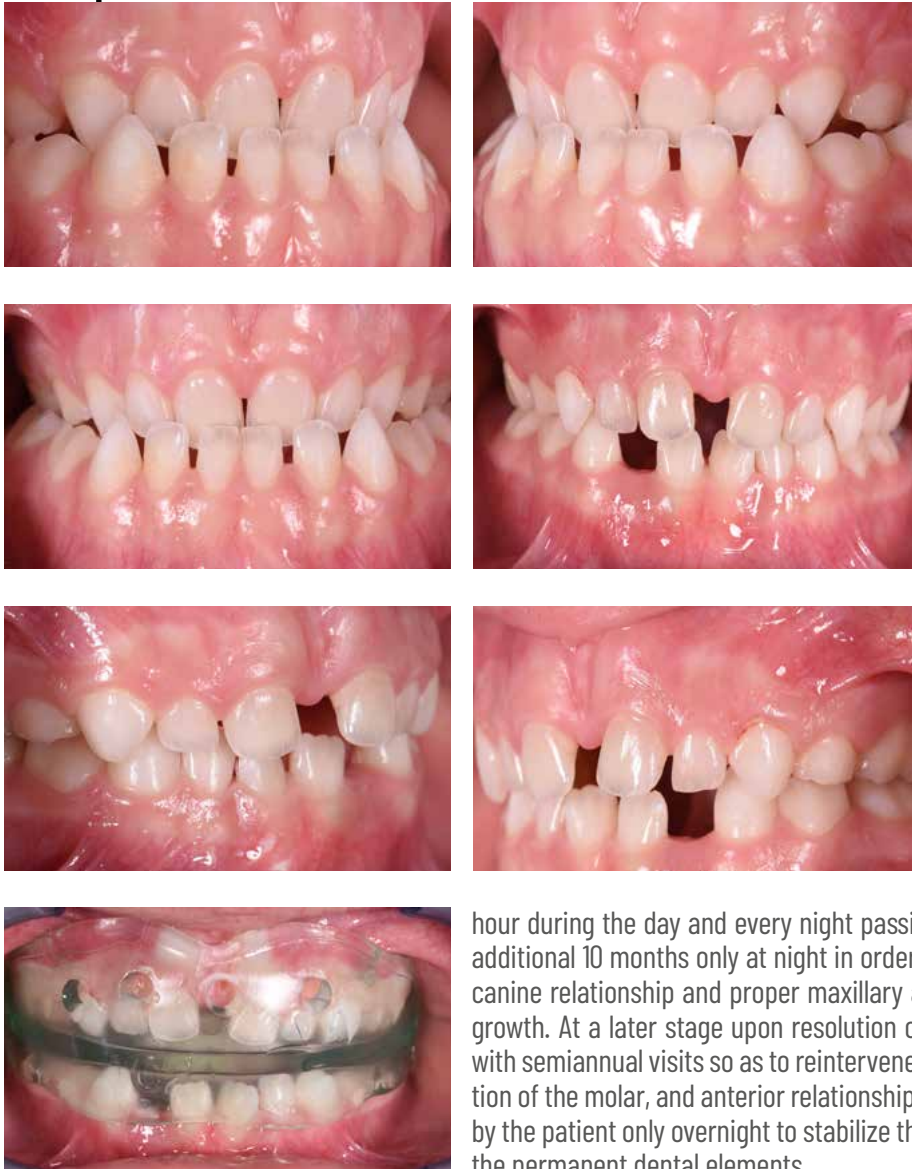 hour during the day and every night passi
additional 10 months only at night in order
canine relationship and proper maxillary
growth. At a later stage upon resolution o
with semiannual visits so as to reintervene
tion of the molar, and anterior relationship
by the patient only overnight to stabilize th
the permanent dental elements